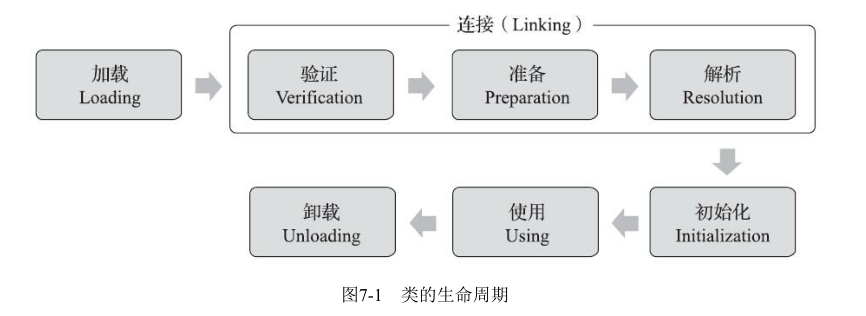 连接（Linking）
加载
Loading
验证
Verification
准备
Preparation
解析
Resolution
卸载
Unloading
使用
Using
初始化
Initialization
图7-1 类的生命周期